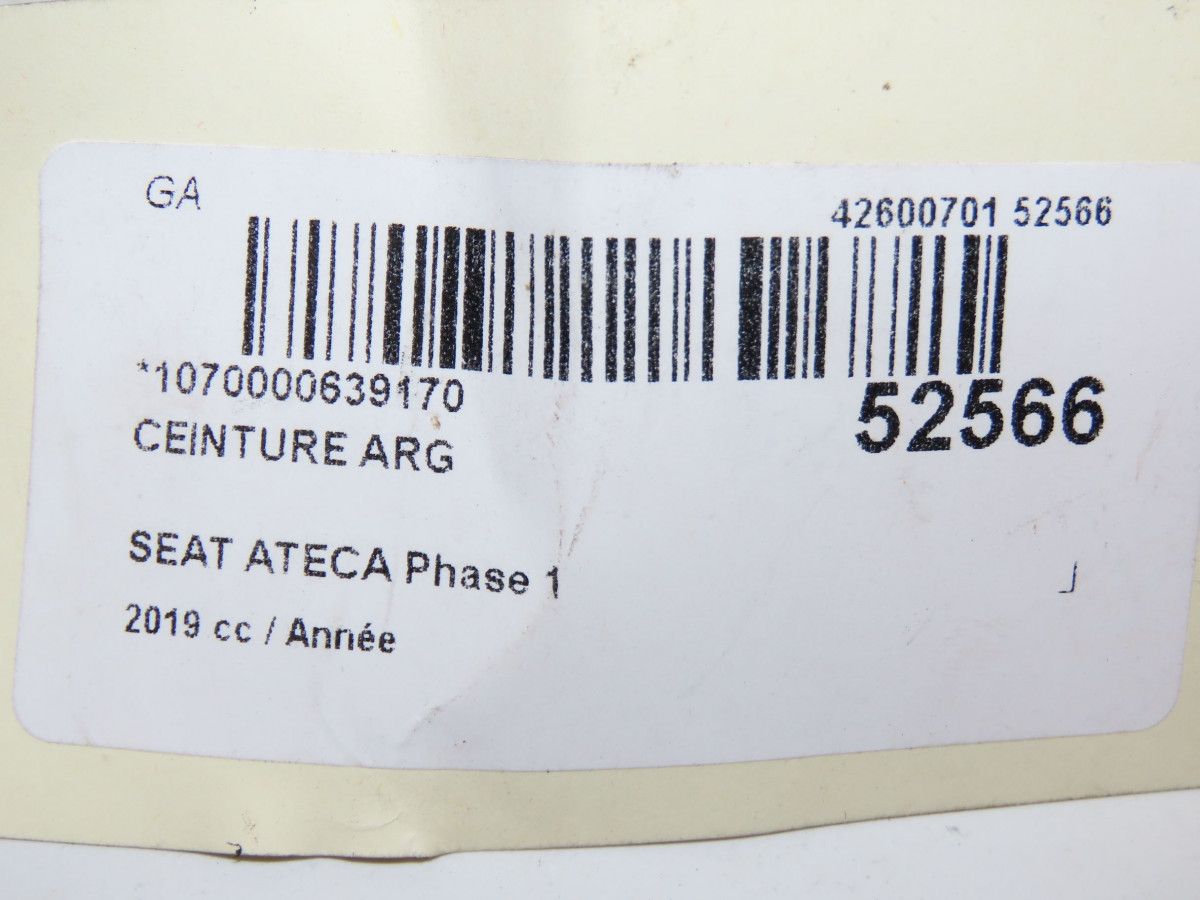 GA
42600701 52566
*1070000639170
52566
CEINTURE ARG
SEAT ATECA Phase 1
2019 cc / Année